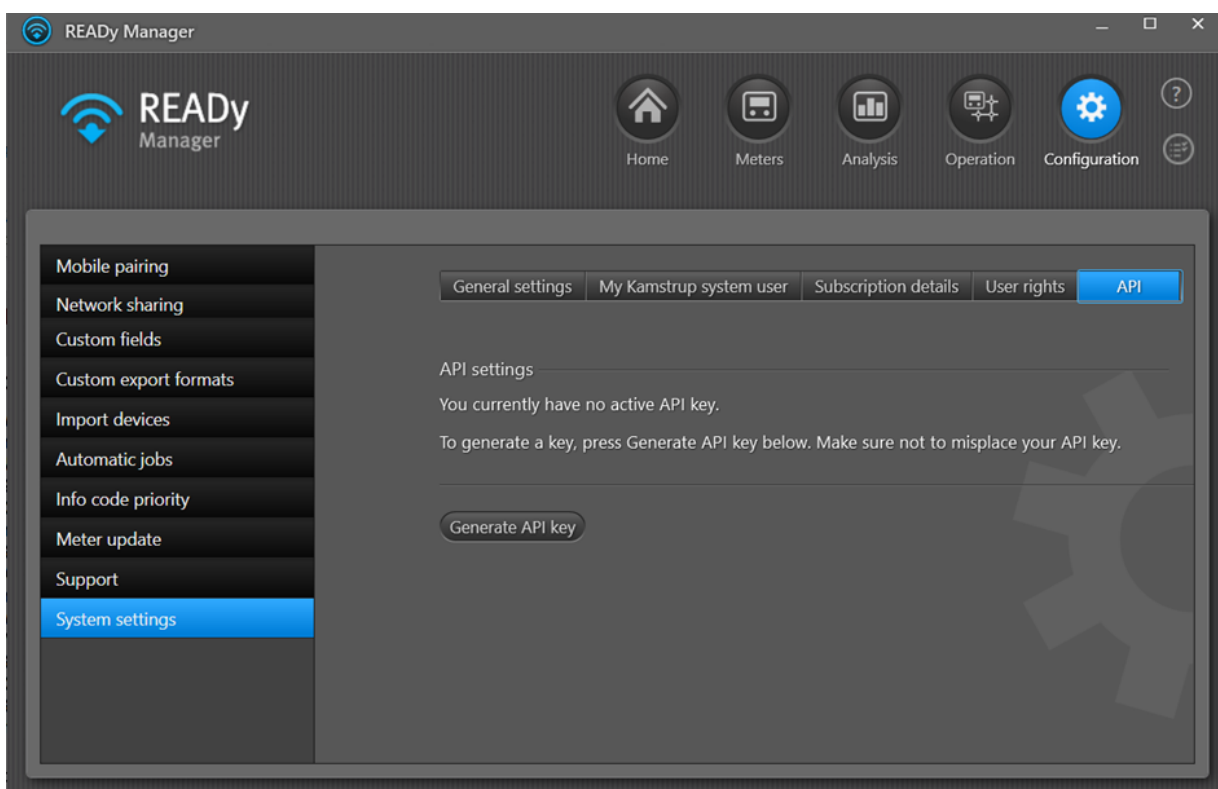 READy Manager
READy
Manager
Home
Meters
Analysis
Operation
Configuration
?
Mobile pairing
Network sharing
Custom fields
Custom export formats
Import devices
Automatic jobs
Info code priority
Meter update
Support
System settings
General settings
My Kamstrup system user
Subscription details
User rights
API
API settings
You currently have no active API key.
To generate a key, press Generate API key below. Make sure not to misplace your API key.
Generate API key